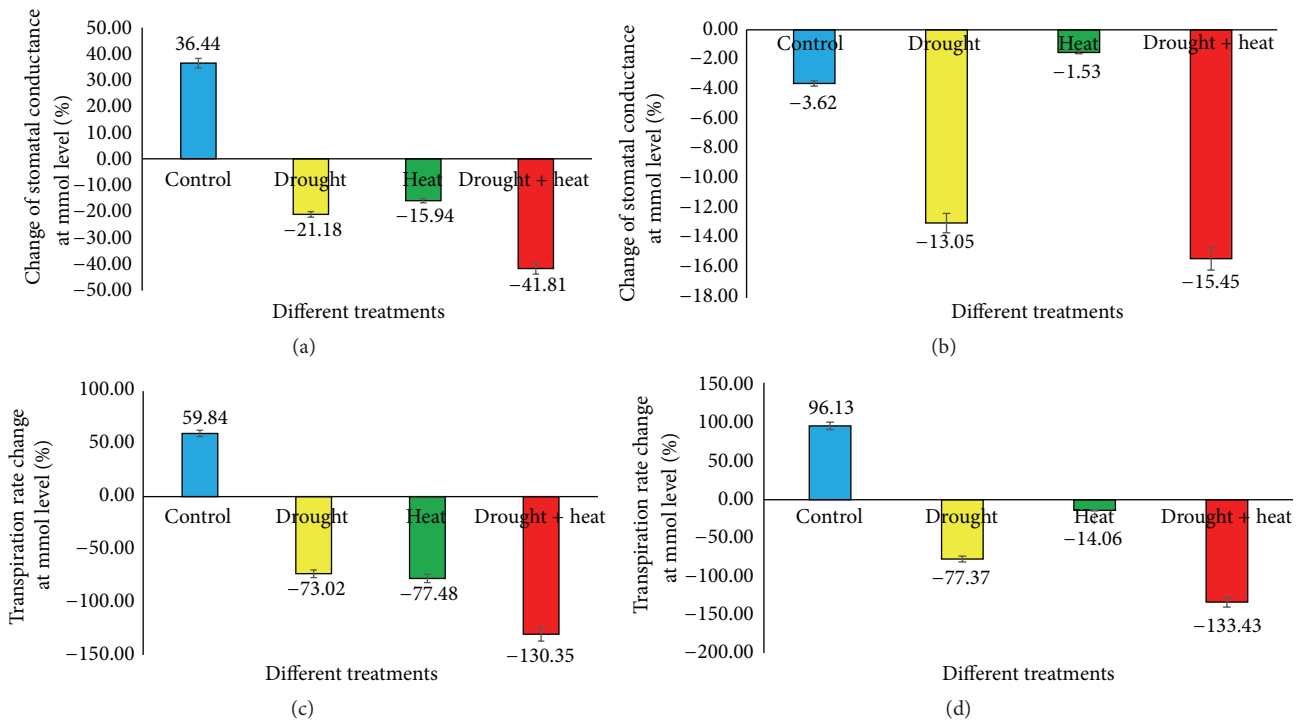 Change of stomatal conductance
at mmol level (%)
50.00
40.00
30.00
20.00
10.00
0.00
−10.00
−20.00
−30.00
−40.00
−50.00
36.44
Control
Drought
Heat
Drought + heat
−21.18
−15.94
−41.81
Different treatments
(a)
Change of stomatal conductance
at mmol level (%)
0.00
−2.00
−4.00
−6.00
−8.00
−10.00
−12.00
−14.00
−16.00
−18.00
Control
Drought
Heat
Drought + heat
−3.62
−13.05
−1.53
−15.45
Different treatments
(b)
Transpiration rate change
at mmol level (%)
100.00
50.00
0.00
−50.00
−100.00
−150.00
59.84
Control
Drought
Heat
Drought + heat
−73.02
−77.48
−130.35
Different treatments
(c)
Transpiration rate change
at mmol level (%)
150.00
100.00
50.00
0.00
−50.00
−100.00
−150.00
−200.00
96.13
Control
Drought
Heat
Drought + heat
−77.37
−14.06
−133.43
Different treatments
(d)